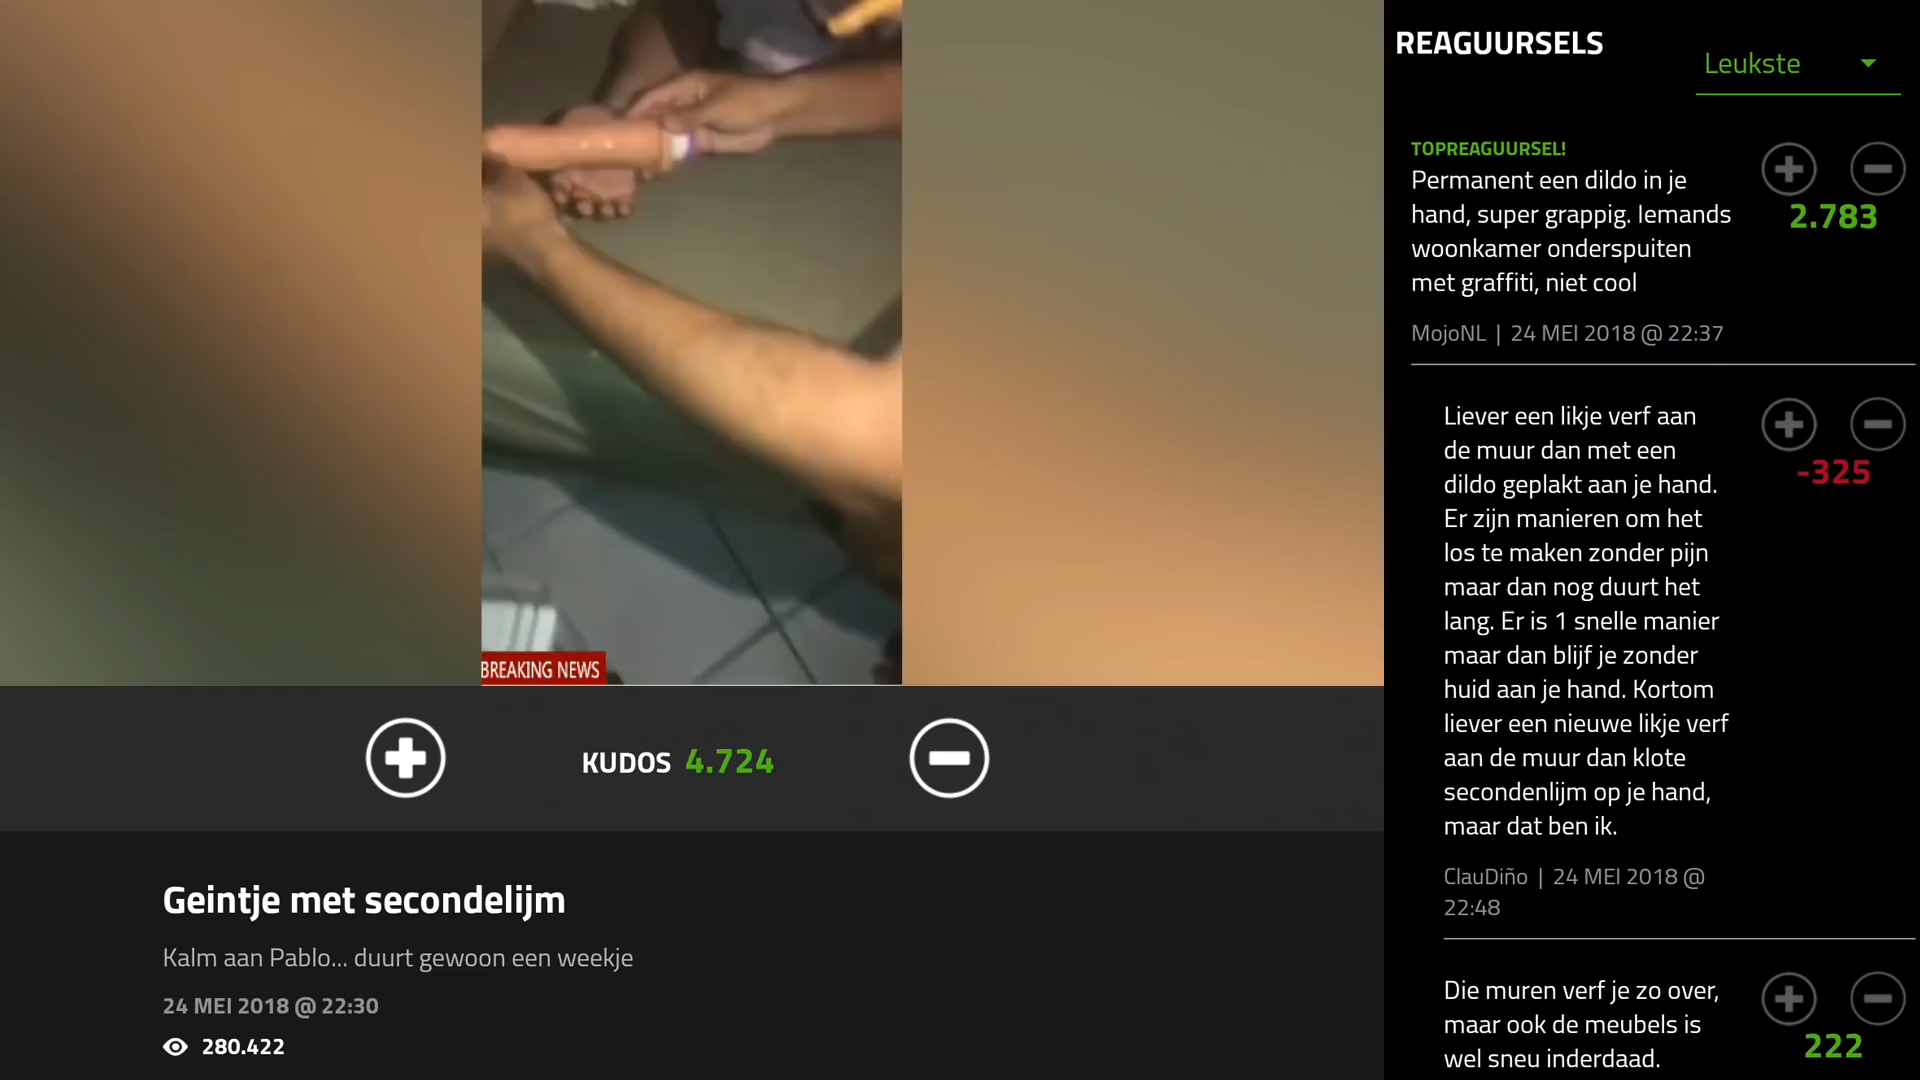 BREAKING NEWS
KUDOS 4.724
Geintje met secondelijm
Kalm aan Pablo... duurt gewoon een weekje
24 MEI 2018 @ 22:30
280.422
REAGUURSELS
Leukste
TOPREAGUURSEL!
Permanent een dildo in je
hand, super grappig. Iemands
woonkamer onderspuiten
met graffiti, niet cool
2.783
MojoNL | 24 MEI 2018 @ 22:37
Liever een likje verf aan
de muur dan met een
dildo geplakt aan je hand.
Er zijn manieren om het
los te maken zonder pijn
maar dan nog duurt het
lang. Er is 1 snelle manier
maar dan blijf je zonder
huid aan je hand. Kortom
liever een nieuwe likje verf
aan de muur dan klote
secondenlijm op je hand,
maar dat ben ik.
-325
ClauDiño | 24 MEI 2018 @
22:48
Die muren verf je zo over,
maar ook de meubels is
wel sneu inderdaad.
222